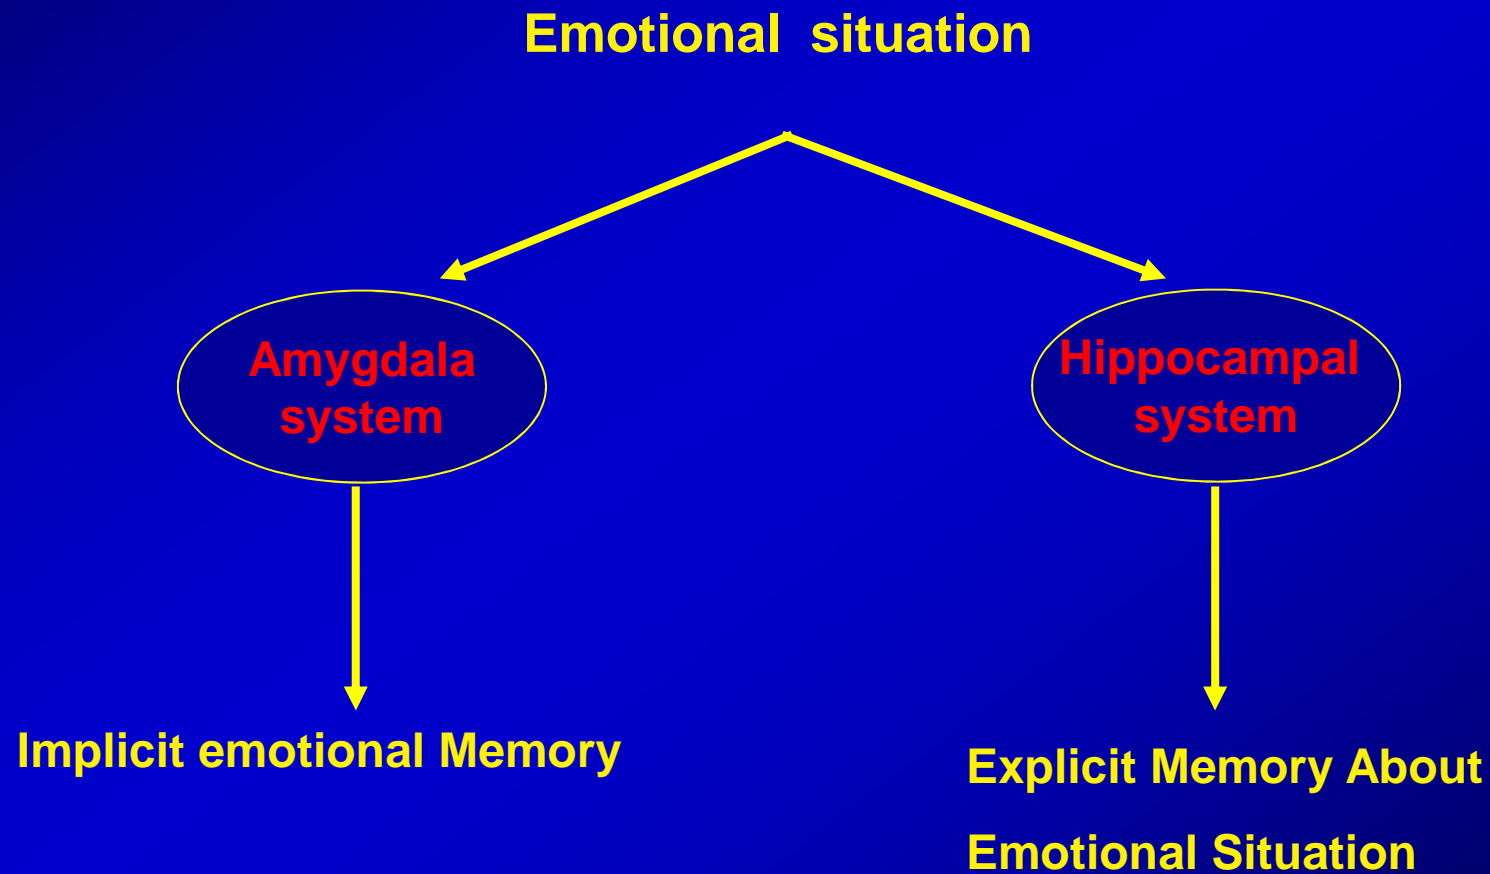 Emotional situation
Amygdala
system
Hippocampal
system
Implicit emotional Memory
Explicit Memory About
Emotional Situation